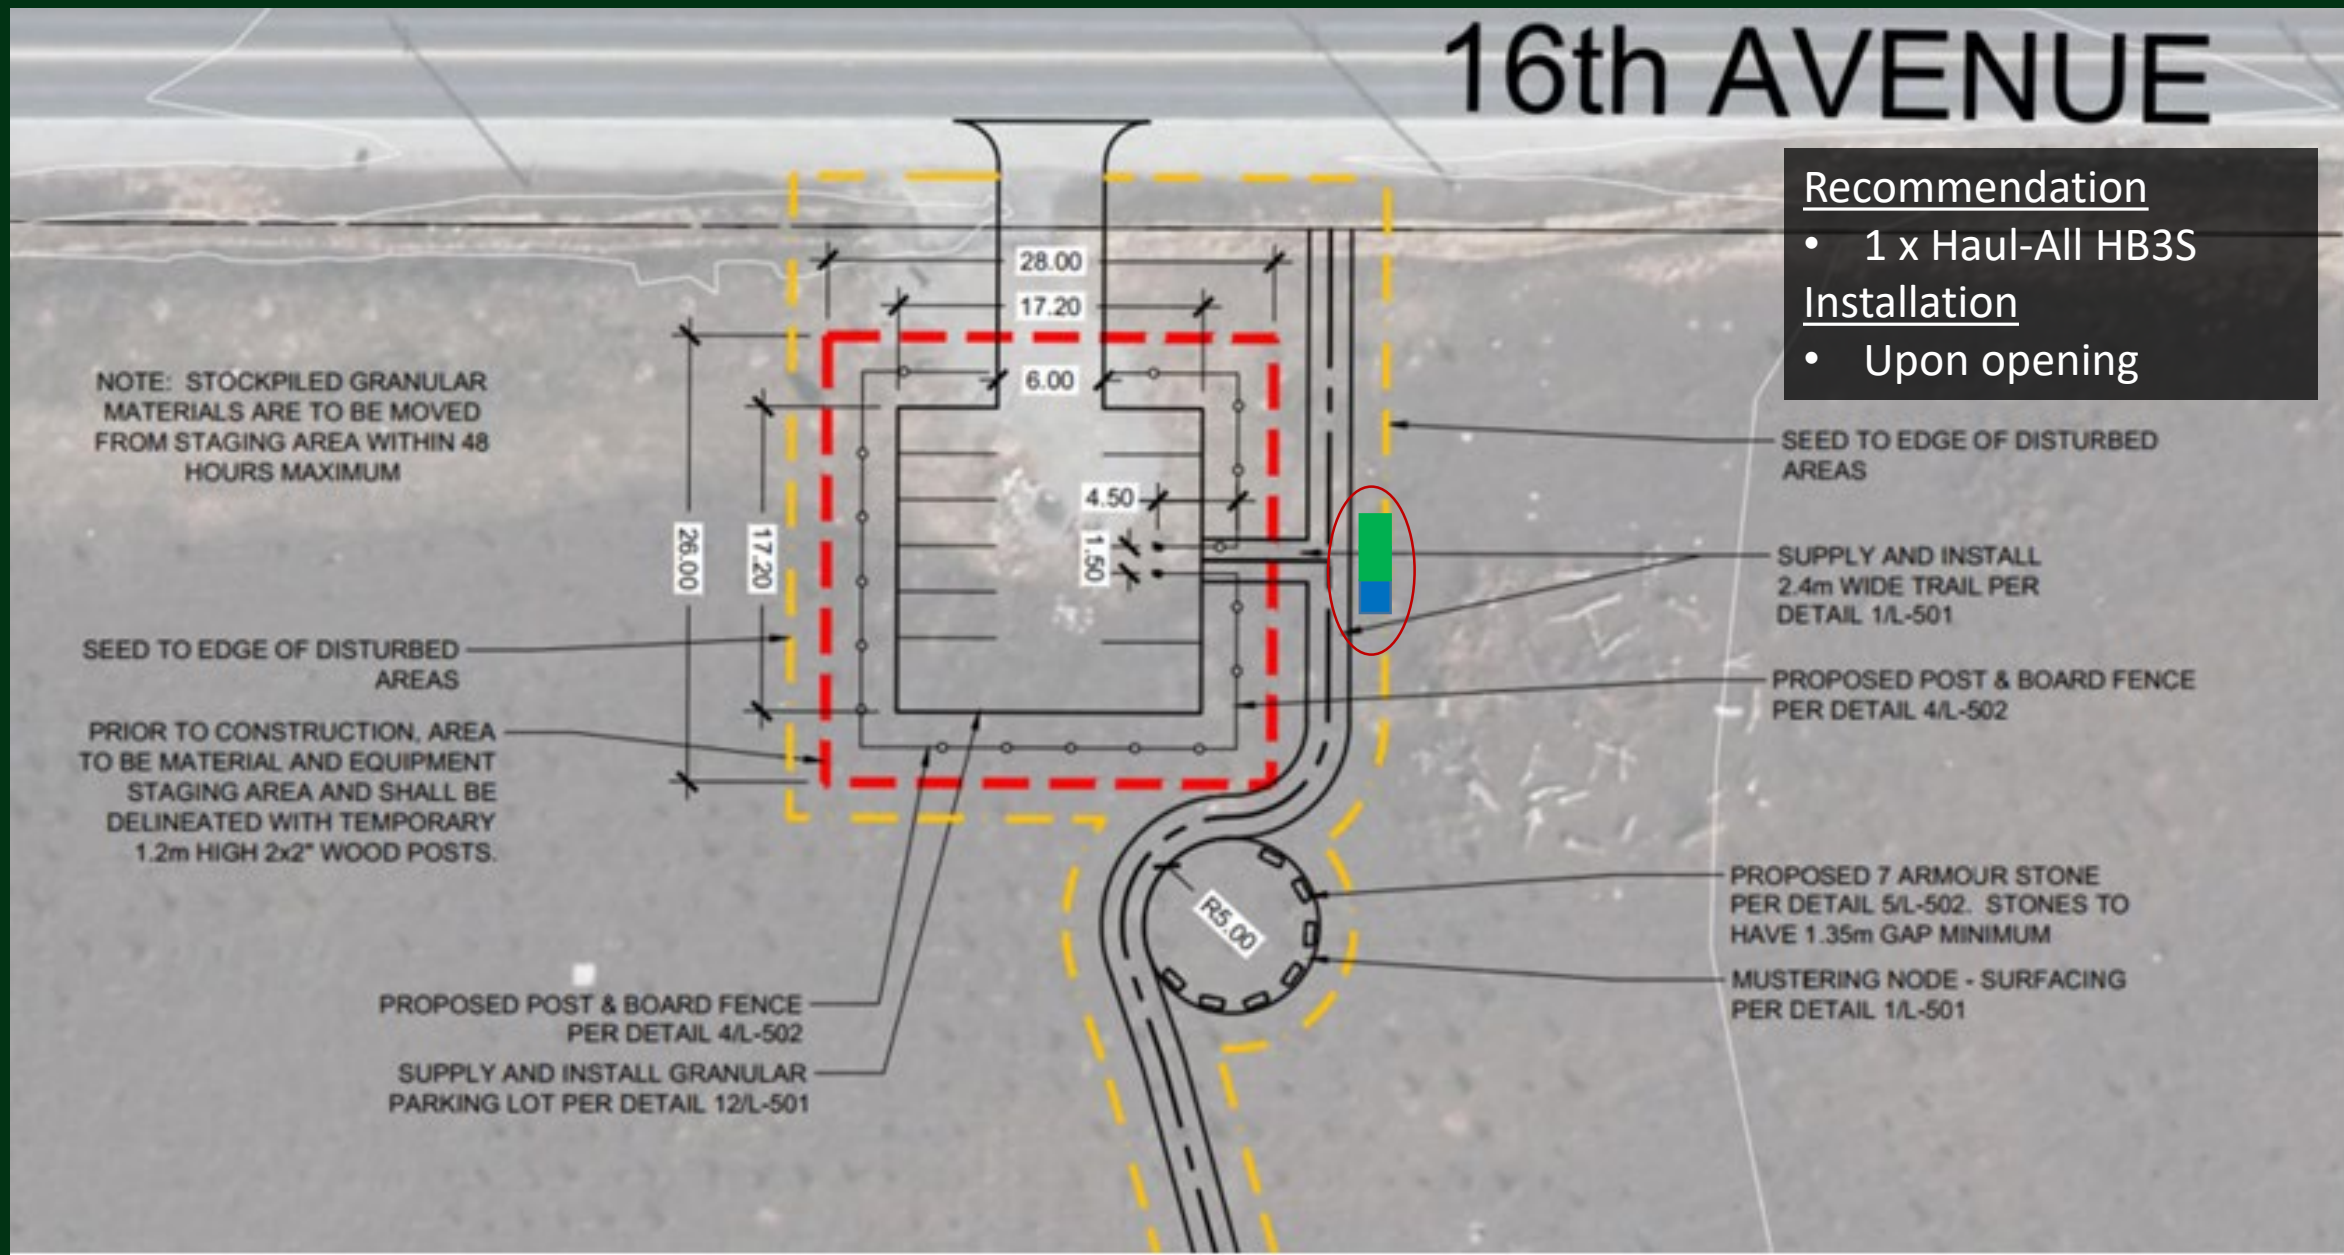 16th AVENUE
Recommendation
• 1 x Haul-All HB3S
Installation
• Upon opening
28.00
17.20
6.00
NOTE: STOCKPILED GRANULAR
MATERIALS ARE TO BE MOVED
FROM STAGING AREA WITHIN 48
HOURS MAXIMUM
SEED TO EDGE OF DISTURBED
AREAS
4.50
1.50
26.00
17.20
SUPPLY AND INSTALL
2.4m WIDE TRAIL PER
DETAIL 1/L-501
SEED TO EDGE OF DISTURBED
AREAS
PROPOSED POST & BOARD FENCE
PER DETAIL 4/L-502
PRIOR TO CONSTRUCTION, AREA
TO BE MATERIAL AND EQUIPMENT
STAGING AREA AND SHALL BE
DELINEATED WITH TEMPORARY
1.2m HIGH 2x2" WOOD POSTS.
R5.00
PROPOSED 7 ARMOUR STONE
PER DETAIL 5/L-502. STONES TO
HAVE 1.35m GAP MINIMUM
MUSTERING NODE - SURFACING
PER DETAIL 1/L-501
PROPOSED POST & BOARD FENCE
PER DETAIL 4/L-502
SUPPLY AND INSTALL GRANULAR
PARKING LOT PER DETAIL 12/L-501